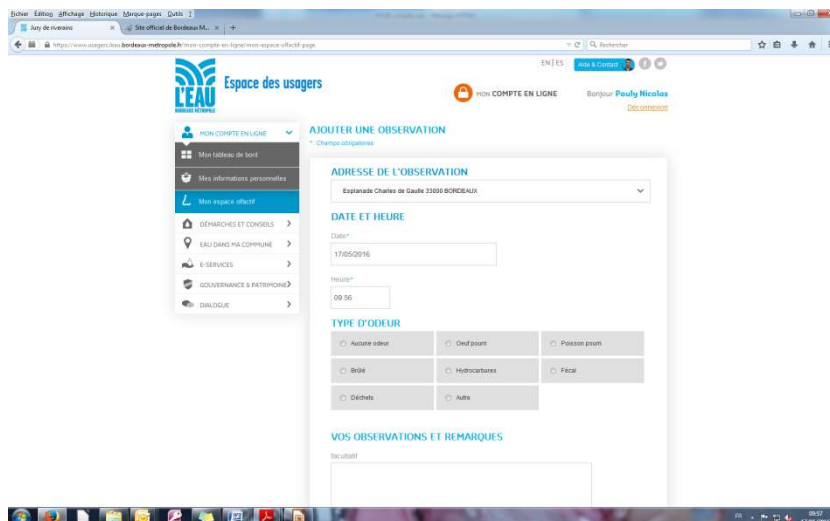 Fichier Édition Affichage Historique Marque-pages Outils ?
Jury de riverains × Site officiel de Bordeaux M... × +
https://www.usagers.leau.bordeaux-metropole.fr/mon-compte-en-ligne/mon-espace-olfactif-page
Rechercher
EN | ES Aide & Contact
L'EAU
BORDEAUX MÉTROPOLE
Espace des usagers
MON COMPTE EN LIGNE
Bonjour Pouly Nicolas
Déconnexion
MON COMPTE EN LIGNE
Mon tableau de bord
Mes informations personnelles
Mon espace olfactif
DÉMARCHES ET CONSEILS
EAU DANS MA COMMUNE
E-SERVICES
GOUVERNANCE & PATRIMOINE
DIALOGUE
AJOUTER UNE OBSERVATION
* Champs obligatoires
ADRESSE DE L'OBSERVATION
Esplanade Charles de Gaulle 33000 BORDEAUX
DATE ET HEURE
Date*
17/05/2016
Heure*
09:56
TYPE D'ODEUR
Aucune odeur Oeuf pourri Poisson pourri
Brûlé Hydrocarbures Fécal
Déchets Autre
VOS OBSERVATIONS ET REMARQUES
facultatif
FR
09:57